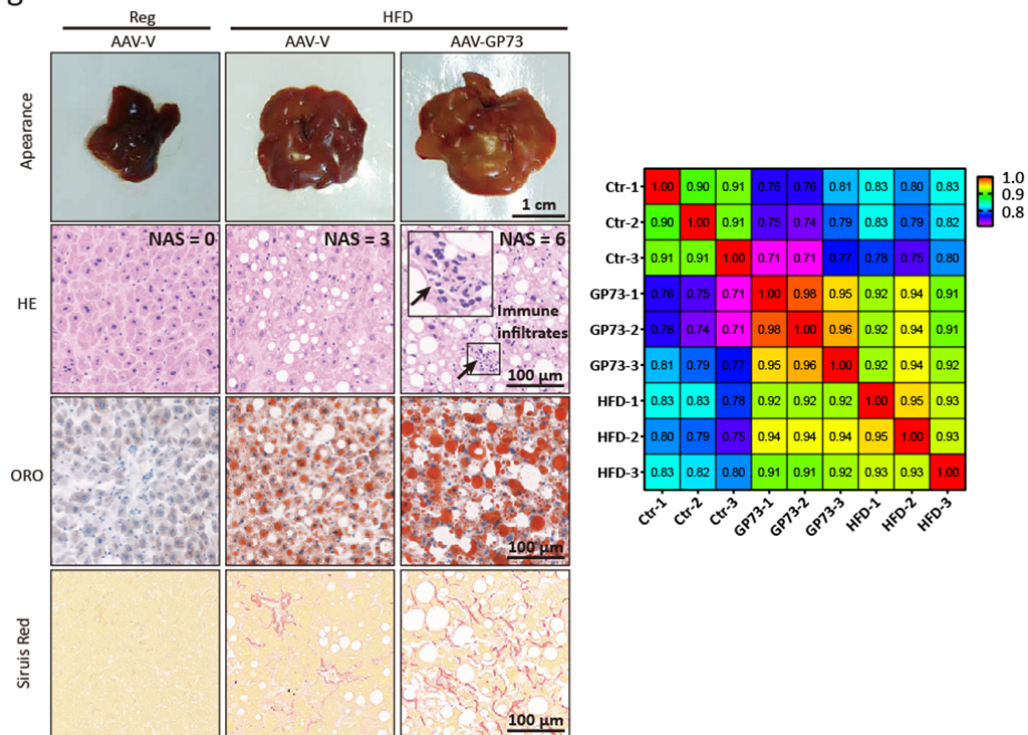 Reg HFD
AAV-V AAV-V AAV-GP73
Apearance
1 cm
HE
NAS = 0 NAS = 3 NAS = 6
Immune
infiltrates
100 µm
ORO
100 µm
Siruis Red
100 µm
Ctr-1 1.00 0.90 0.91 0.76 0.76 0.81 0.83 0.80 0.83
Ctr-2 0.90 1.00 0.91 0.75 0.74 0.79 0.83 0.79 0.82
Ctr-3 0.91 0.91 1.00 0.71 0.71 0.77 0.78 0.75 0.80
GP73-1 0.76 0.75 0.71 1.00 0.98 0.95 0.92 0.94 0.91
GP73-2 0.76 0.74 0.71 0.98 1.00 0.96 0.92 0.94 0.91
GP73-3 0.81 0.79 0.77 0.95 0.96 1.00 0.92 0.94 0.92
HFD-1 0.83 0.83 0.78 0.92 0.92 0.92 1.00 0.95 0.93
HFD-2 0.80 0.79 0.75 0.94 0.94 0.94 0.95 1.00 0.93
HFD-3 0.83 0.82 0.80 0.91 0.91 0.92 0.93 0.93 1.00
Ctr-1 Ctr-2 Ctr-3 GP73-1 GP73-2 GP73-3 HFD-1 HFD-2 HFD-3
1.0
0.9
0.8